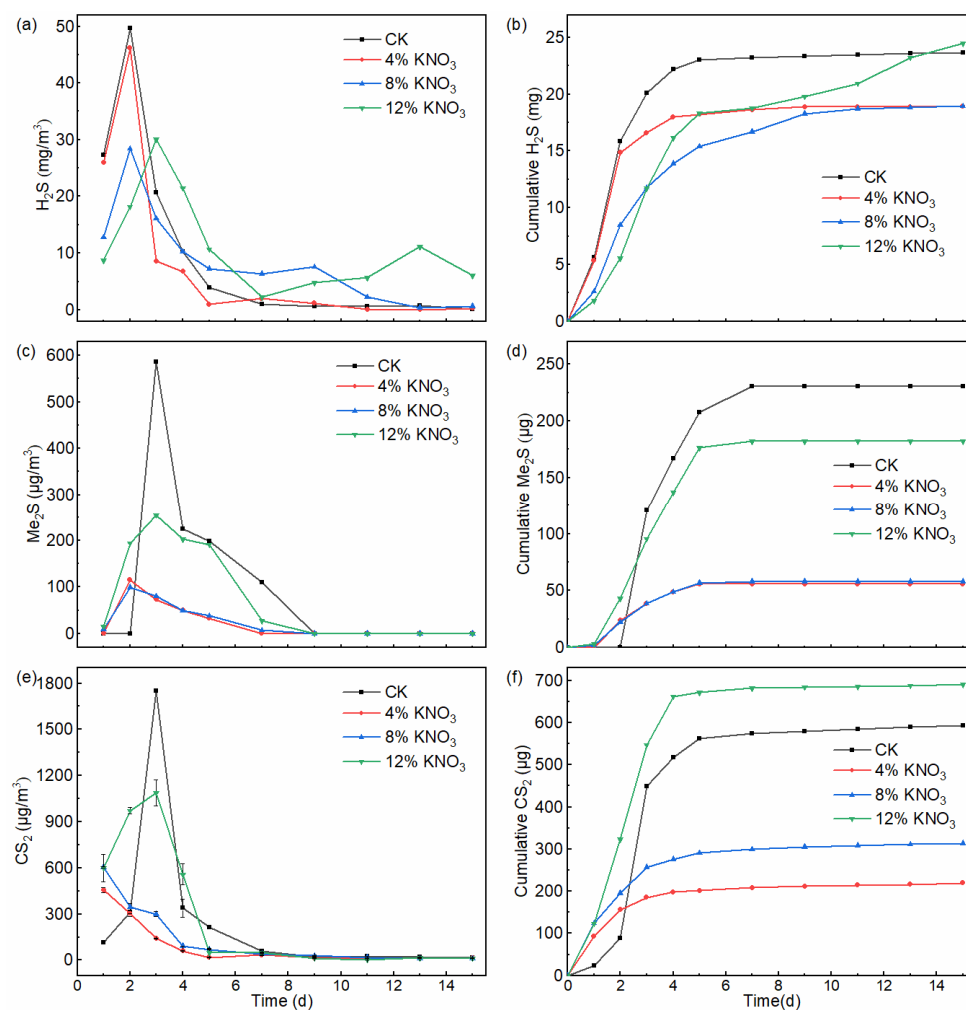 (a)
H₂S (mg/m³)
50
40
30
20
10
0
CK
4% KNO₃
8% KNO₃
12% KNO₃
(b)
Cumulative H₂S (mg)
25
20
15
10
5
0
CK
4% KNO₃
8% KNO₃
12% KNO₃
(c)
Me₂S (μg/m³)
600
500
400
300
200
100
0
CK
4% KNO₃
8% KNO₃
12% KNO₃
(d)
Cumulative Me₂S (μg)
250
200
150
100
50
0
CK
4% KNO₃
8% KNO₃
12% KNO₃
(e)
CS₂ (μg/m³)
1800
1500
1200
900
600
300
0
CK
4% KNO₃
8% KNO₃
12% KNO₃
0 2 4 6 8 10 12 14
Time (d)
(f)
Cumulative CS₂ (μg)
700
600
500
400
300
200
100
0
CK
4% KNO₃
8% KNO₃
12% KNO₃
0 2 4 6 8 10 12 14
Time(d)